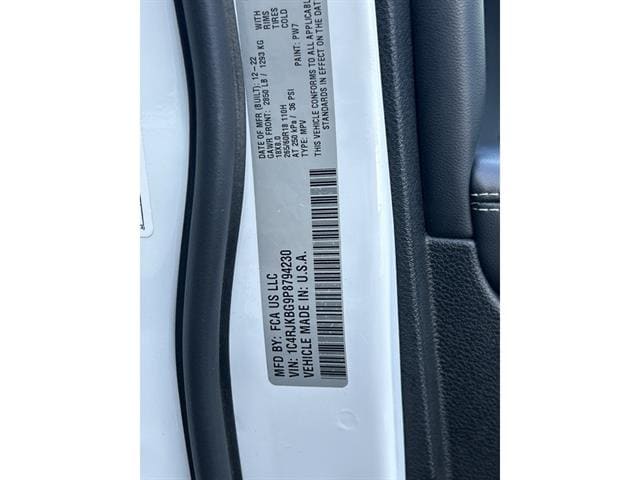 MFD BY: FCA US LLC
DATE OF MFR (BUILT): 12-22
GAWR FRONT: 2850 LB / 1293 KG
WITH
18X8.0
RIMS
265/60R18 110H
TIRES
AT 250 kPa / 36 PSI
COLD
VIN: 1C4RJKBG9P8794230
TYPE: MPV
PAINT: PW7
VEHICLE MADE IN: U.S.A.
THIS VEHICLE CONFORMS TO ALL APPLICABLE
STANDARDS IN EFFECT ON THE DATE